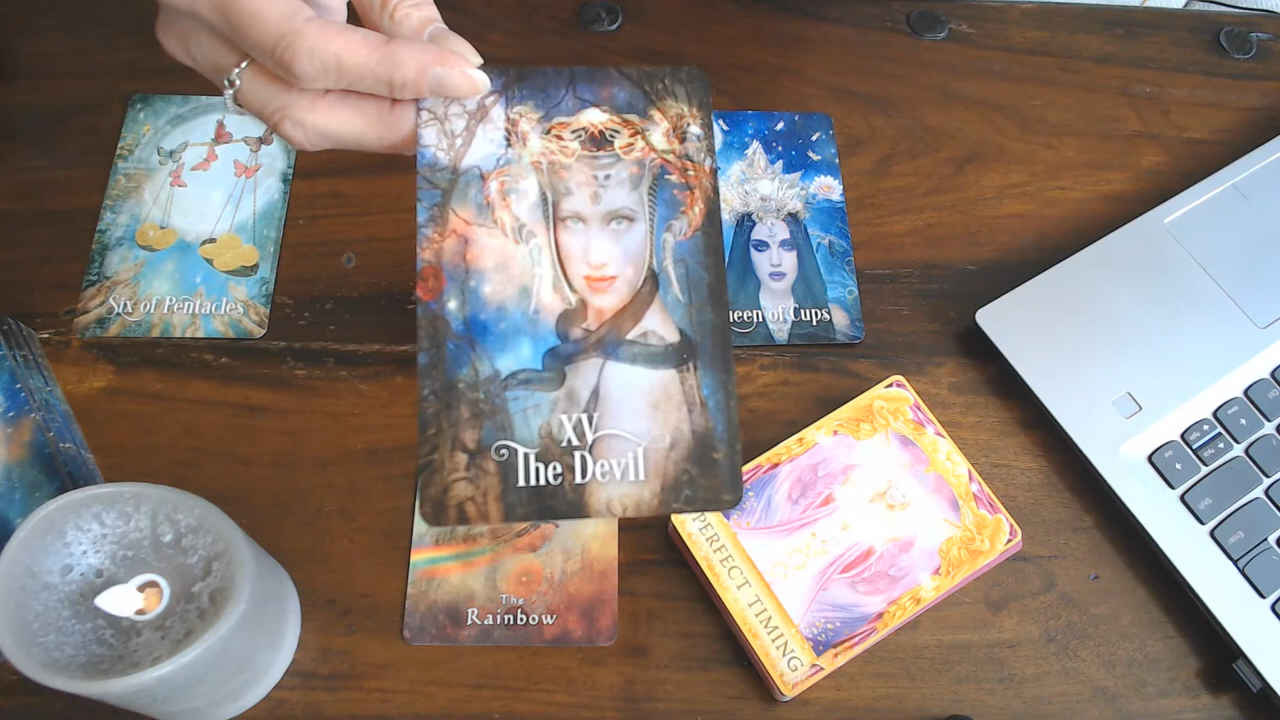 Six of Pentacles
XV
The Devil
ueen of Cups
The
Rainbow
PERFECT TIMING